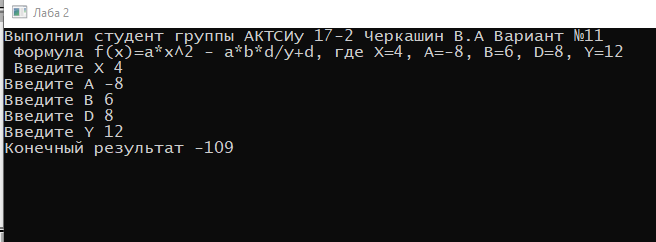 Лаба 2
Выполнил студент группы АКТСИу 17-2 Черкашин В.А Вариант №11
Формула f(x)=a*x^2 - a*b*d/y+d, где X=4, A=-8, B=6, D=8, Y=12
Введите X 4
Введите A -8
Введите B 6
Введите D 8
Введите Y 12
Конечный результат -109